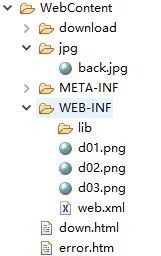 WebContent
download
jpg
back.jpg
META-INF
WEB-INF
lib
d01.png
d02.png
d03.png
web.xml
down.html
error.htm